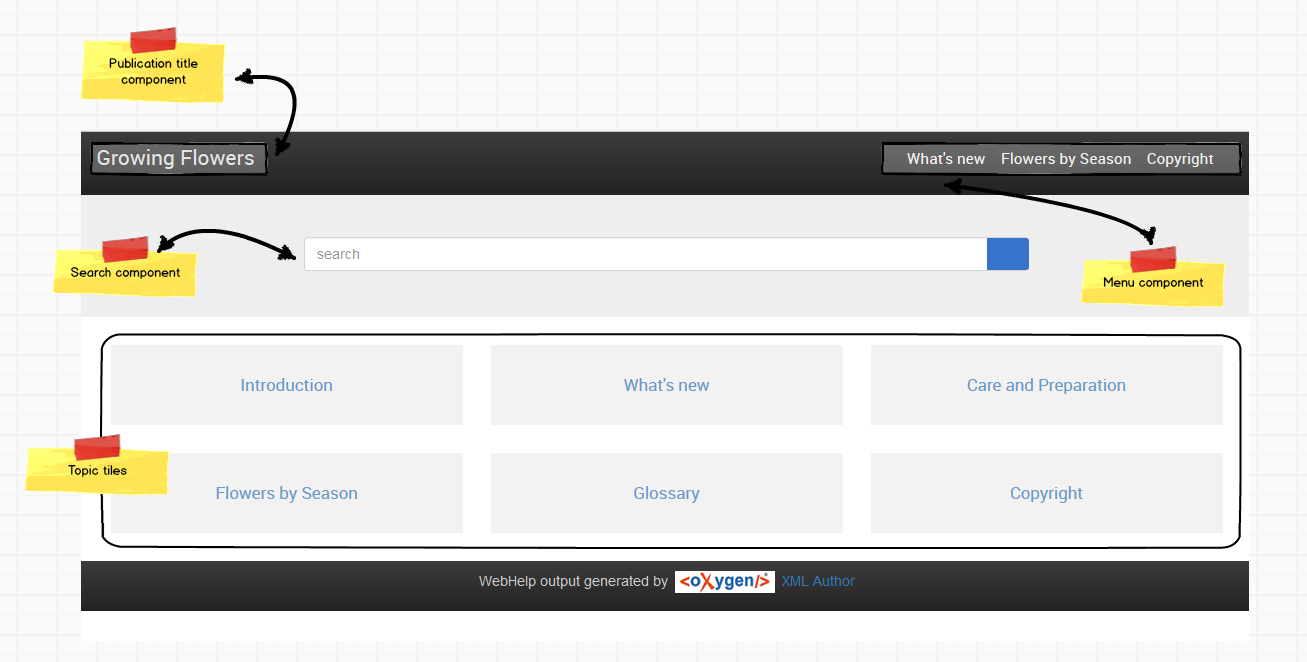 Publication title
component
Growing Flowers
What's new Flowers by Season Copyright
search
Search component
Menu component
Introduction
What's new
Care and Preparation
Topic tiles
Flowers by Season
Glossary
Copyright
WebHelp output generated by <oXygen/> XML Author